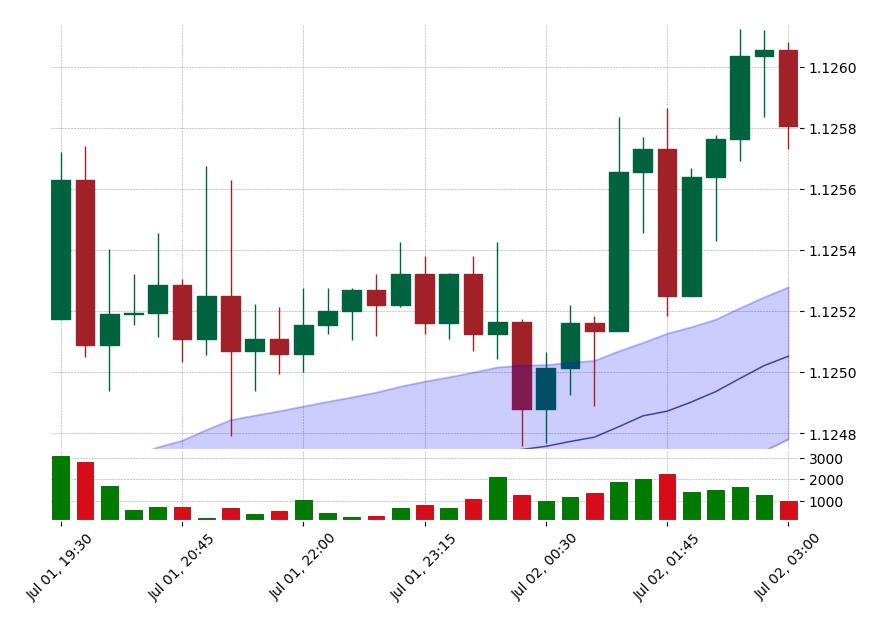 1.1260
1.1258
1.1256
1.1254
1.1252
1.1250
1.1248
3000
2000
1000
Jul 01, 19:30
Jul 01, 20:45
Jul 01, 22:00
Jul 01, 23:15
Jul 02, 00:30
Jul 02, 01:45
Jul 02, 03:00